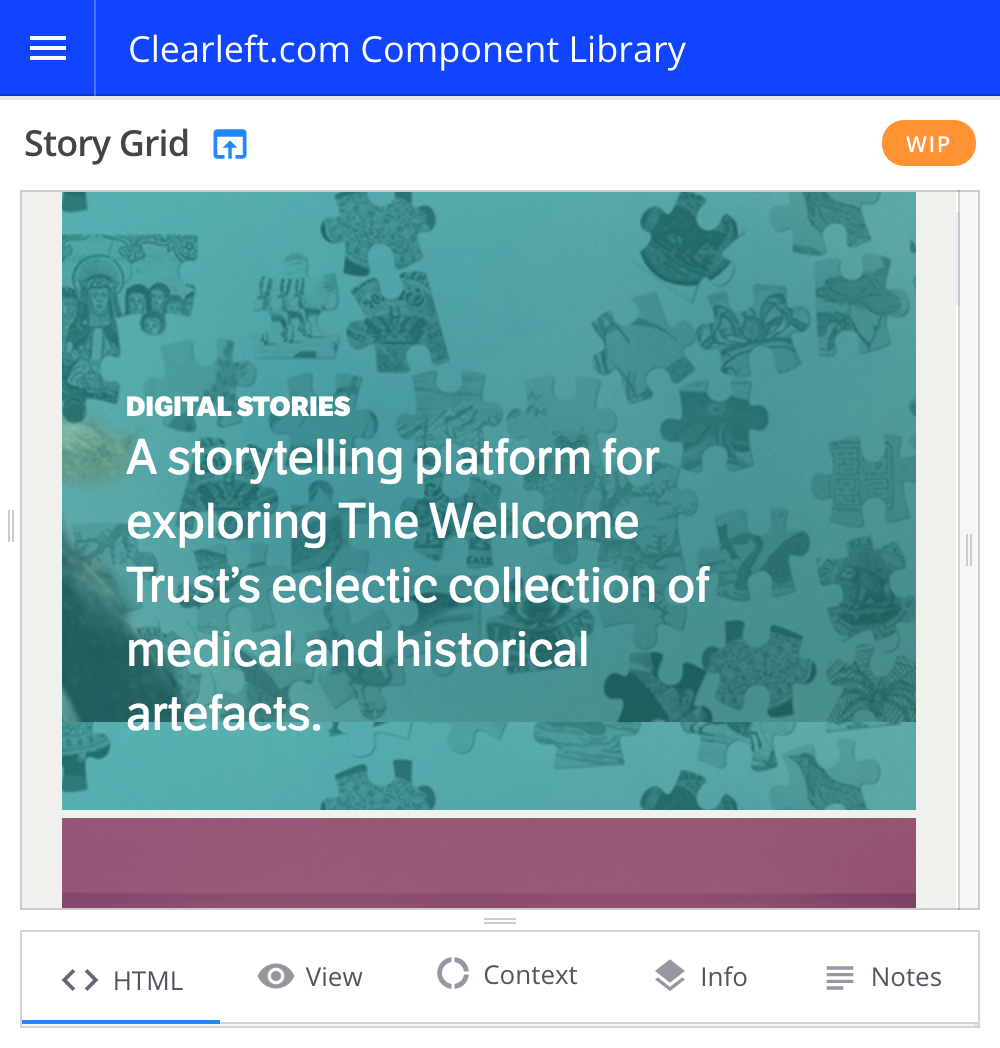 Clearleft.com Component Library
Story Grid
WIP
DIGITAL STORIES
A storytelling platform for
exploring The Wellcome
Trust’s eclectic collection of
medical and historical
artefacts.
HTML
View
Context
Info
Notes